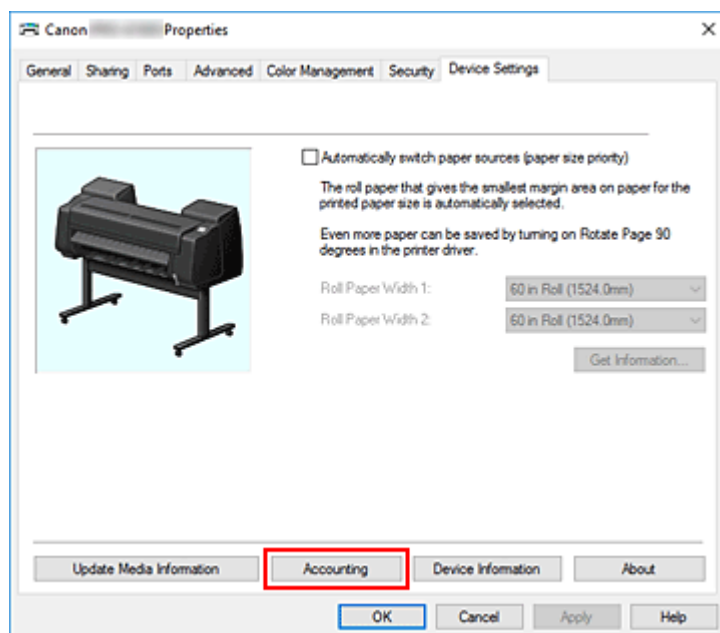 Canon Properties
General Sharing Ports Advanced Color Management Security Device Settings
Automatically switch paper sources (paper size priority)
The roll paper that gives the smallest margin area on paper for the
printed paper size is automatically selected.
Even more paper can be saved by turning on Rotate Page 90
degrees in the printer driver.
Roll Paper Width 1: 60 in Roll (1524.0mm)
Roll Paper Width 2: 60 in Roll (1524.0mm)
Get Information...
Update Media Information Accounting Device Information About
OK Cancel Apply Help